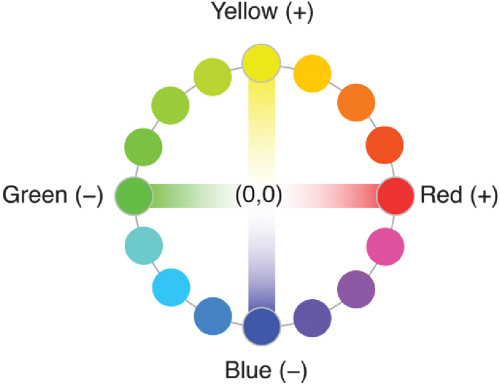 Yellow (+)
Green (−) (0,0) Red (+)
Blue (−)